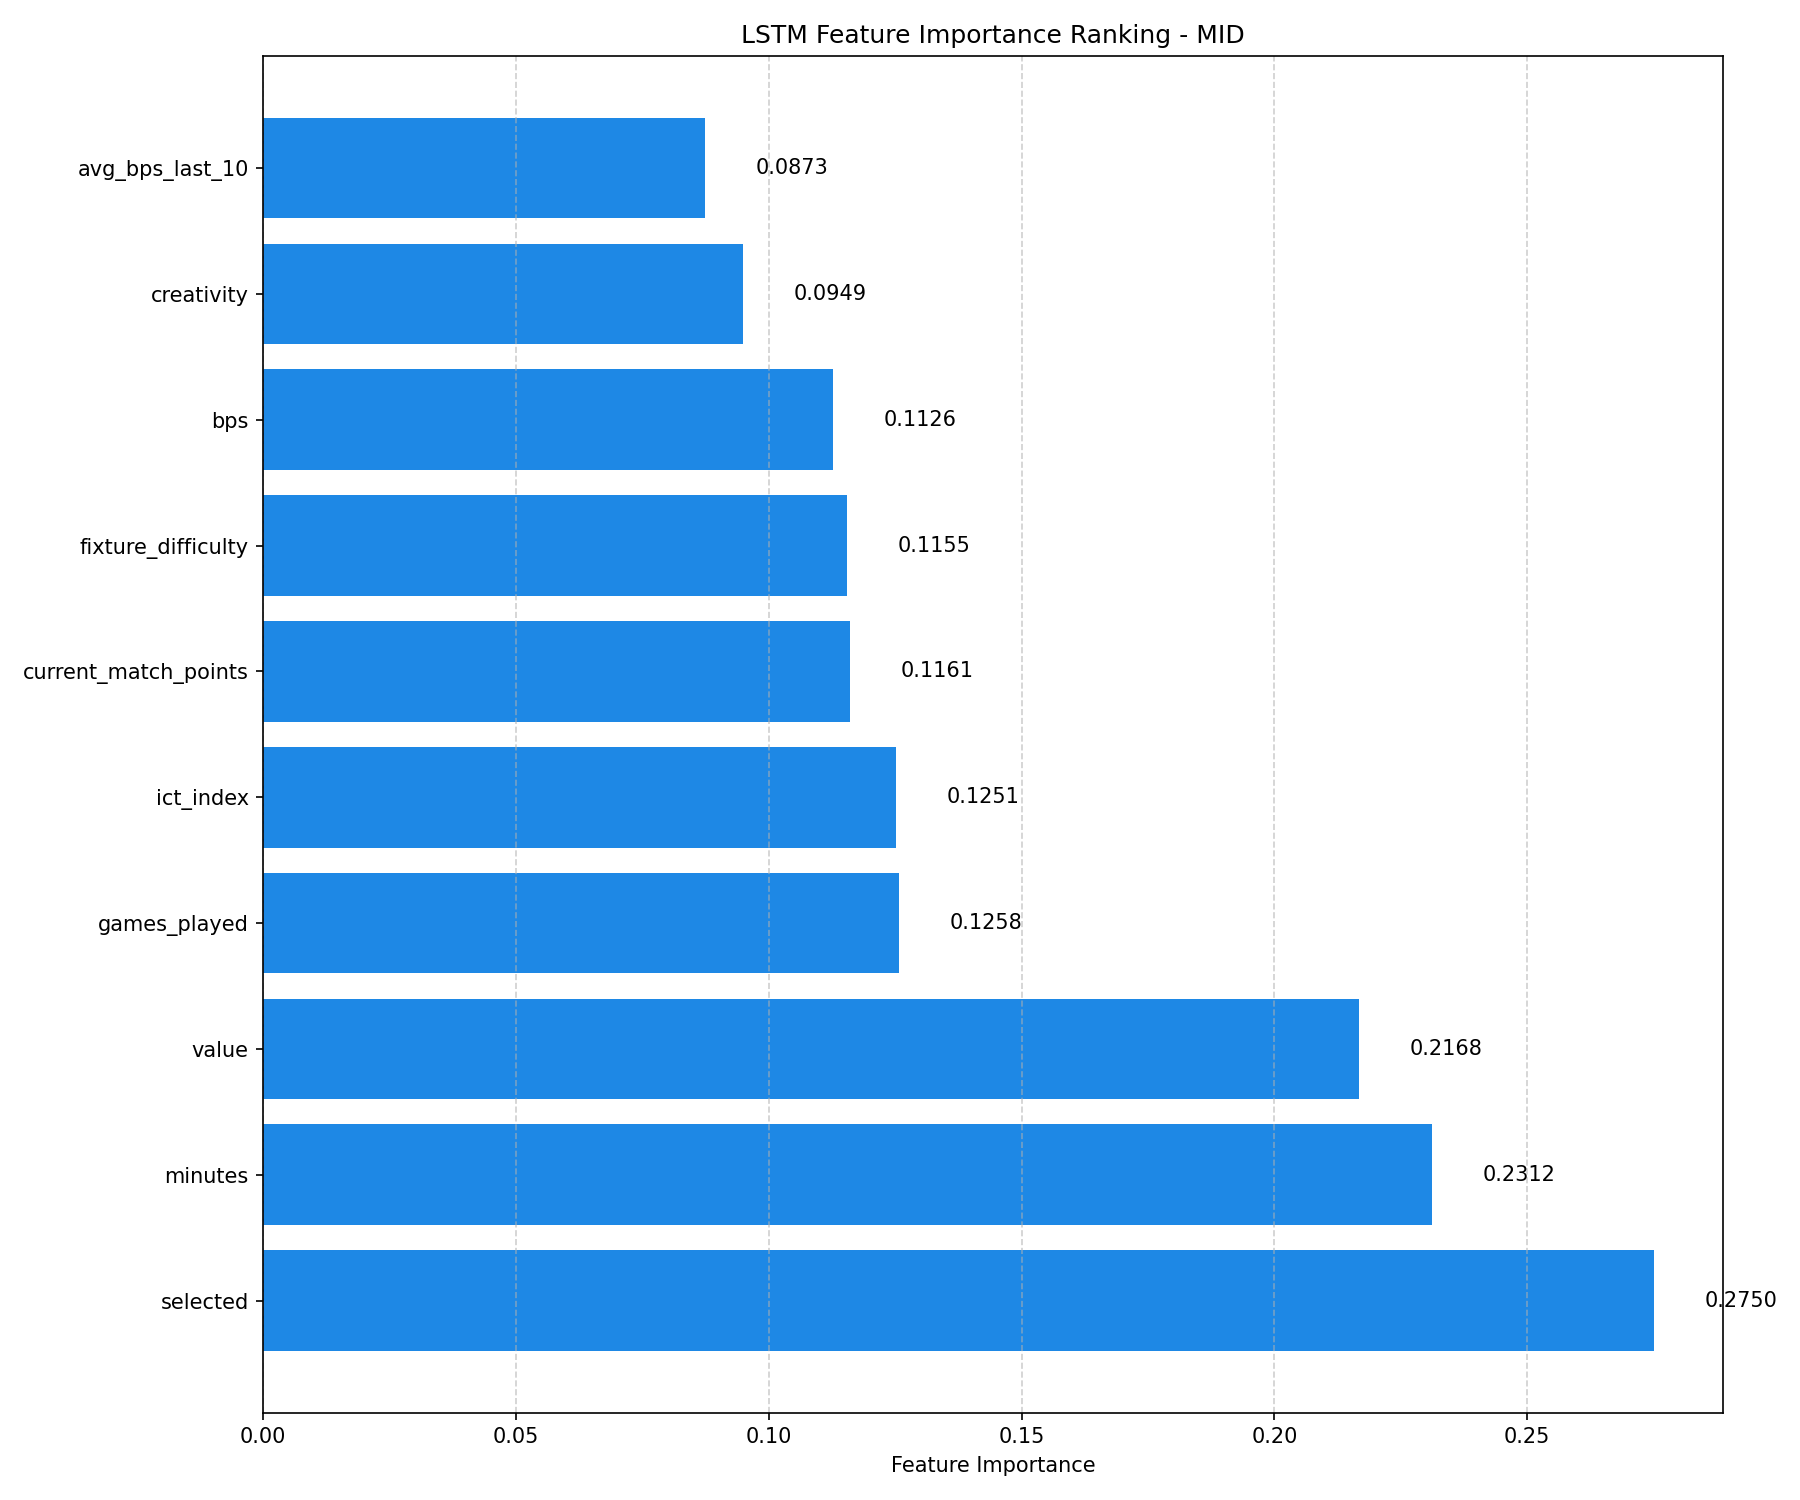 LSTM Feature Importance Ranking - MID
avg_bps_last_10
0.0873
creativity
0.0949
bps
0.1126
fixture_difficulty
0.1155
current_match_points
0.1161
ict_index
0.1251
games_played
0.1258
value
0.2168
minutes
0.2312
selected
0.2750
0.00 0.05 0.10 0.15 0.20 0.25
Feature Importance